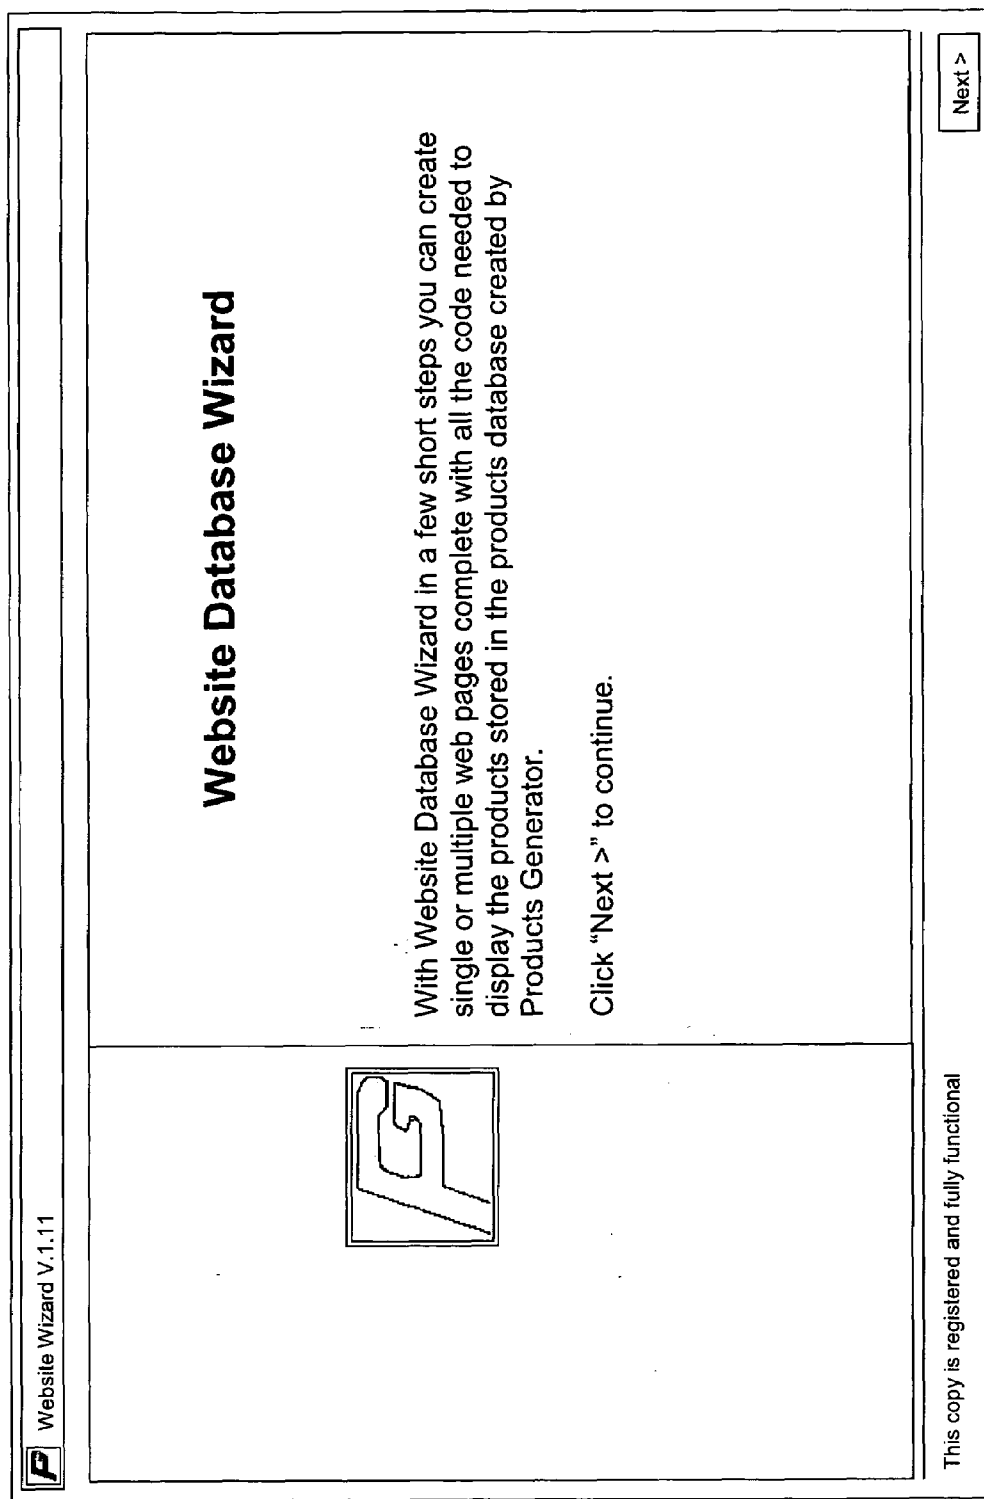 Website Wizard V.1.11
Website Database Wizard
With Website Database Wizard in a few short steps you can create
single or multiple web pages complete with all the code needed to
display the products stored in the products database created by
Products Generator.
Click “Next >” to continue.
This copy is registered and fully functional
Next >